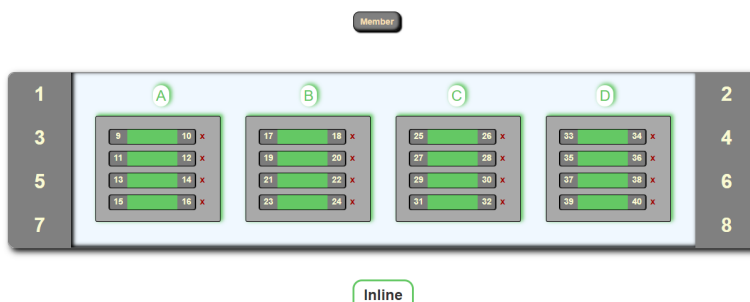 Member
1 A B C D 2
3 9 10 x 17 18 x 25 26 x 33 34 x 4
11 12 x 19 20 x 27 28 x 35 36 x
5 13 14 x 21 22 x 29 30 x 37 38 x 6
15 16 x 23 24 x 31 32 x 39 40 x
7 8
Inline